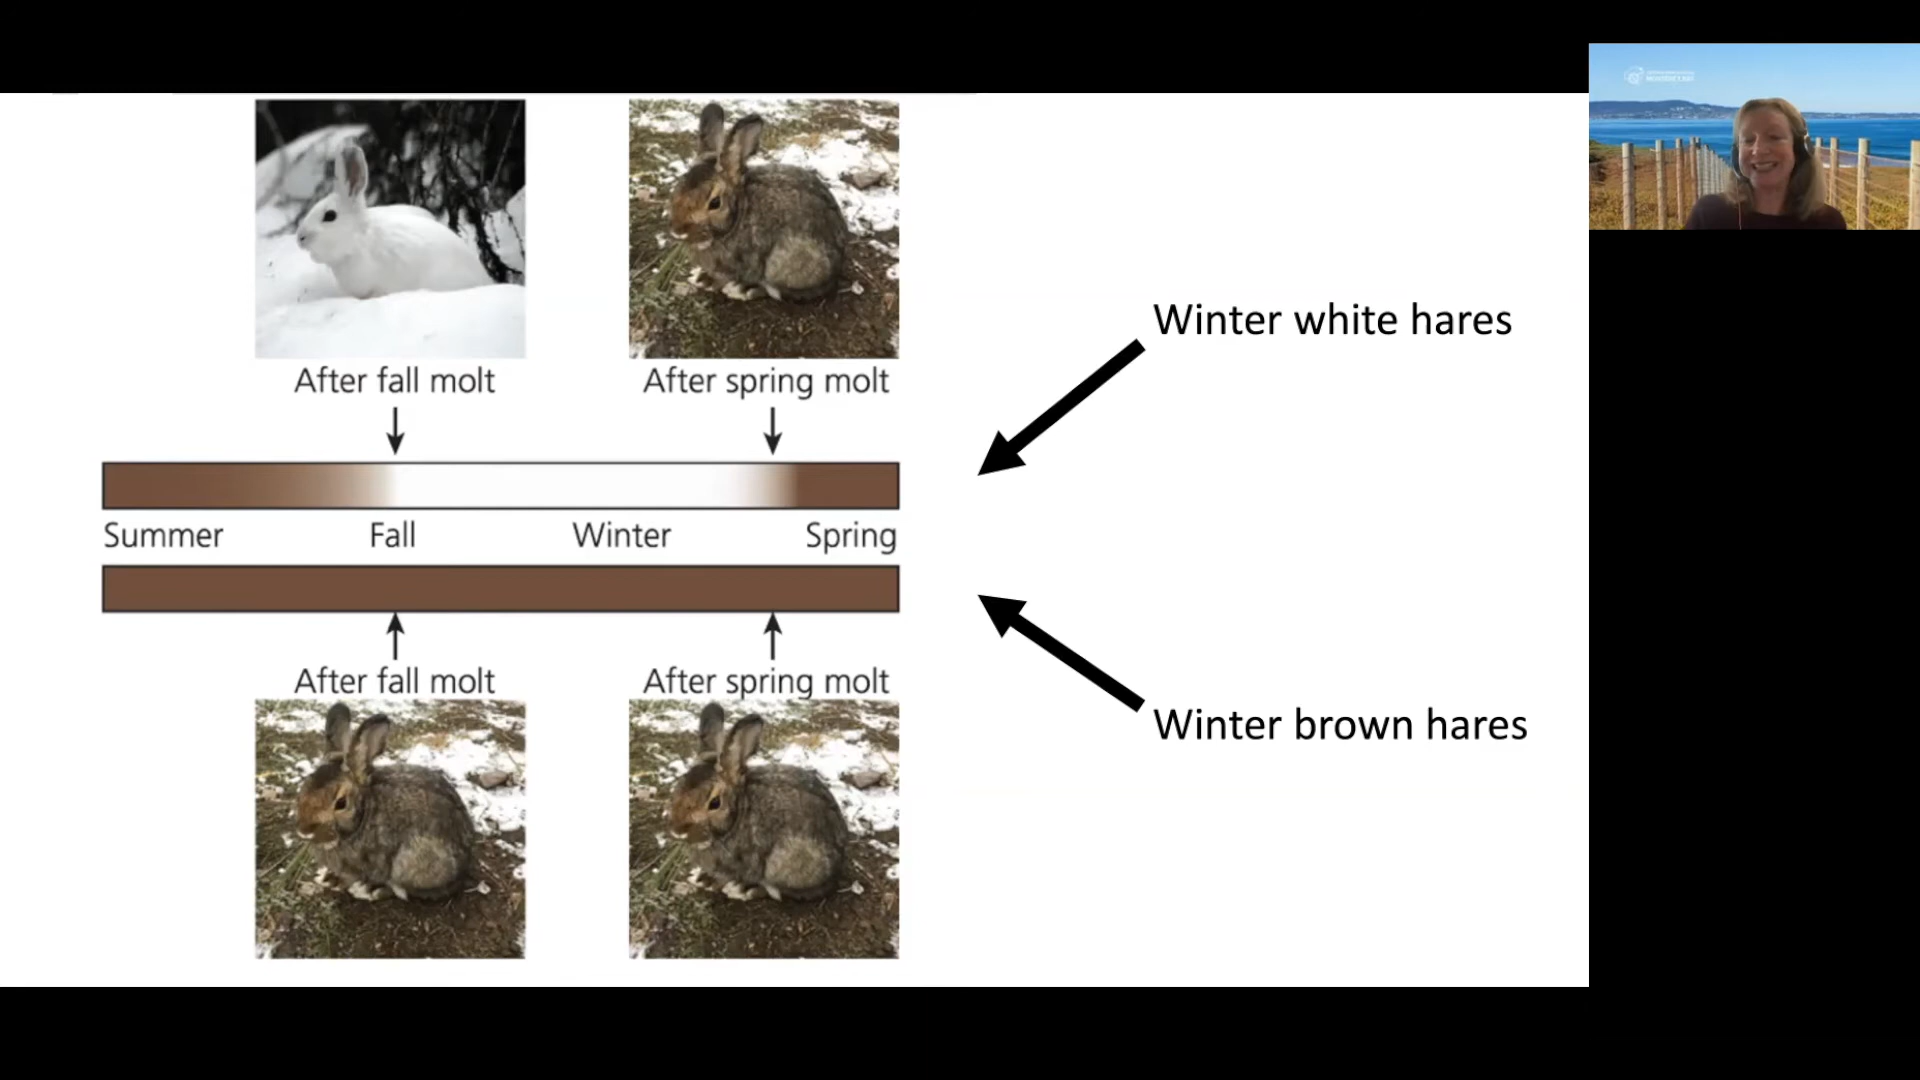 After fall molt
After spring molt
Winter white hares
Summer
Fall
Winter
Spring
After fall molt
After spring molt
Winter brown hares